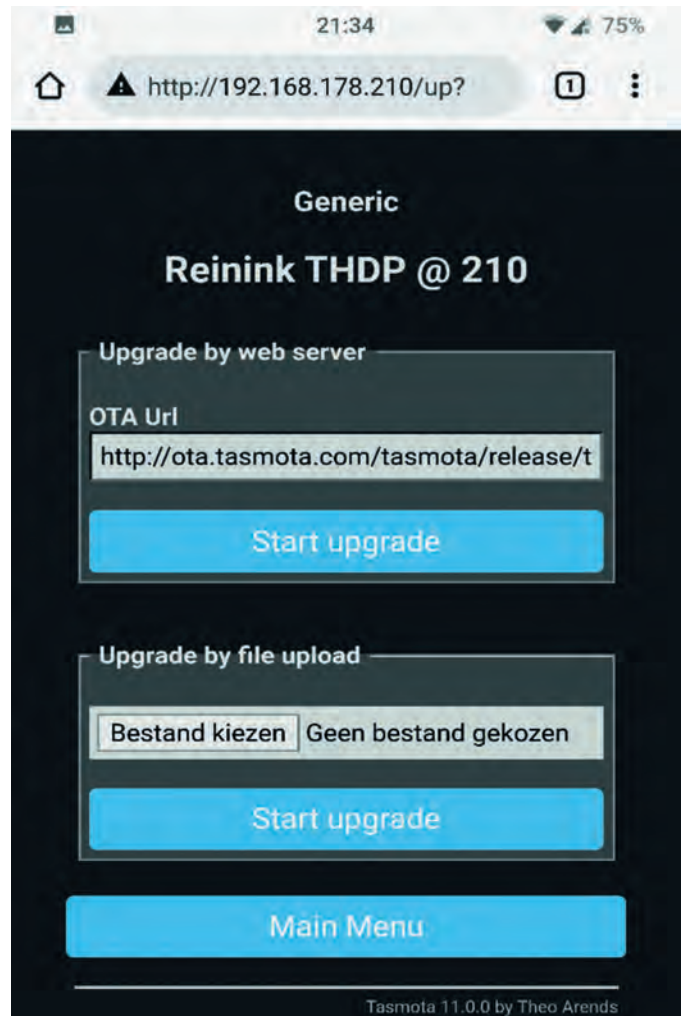 21:34
75%
http://192.168.178.210/up?
1
Generic
Reinink THDP @ 210
Upgrade by web server
OTA Url
http://ota.tasmota.com/tasmota/release/t
Start upgrade
Upgrade by file upload
Bestand kiezen Geen bestand gekozen
Start upgrade
Main Menu
Tasmota 11.0.0 by Theo Arends